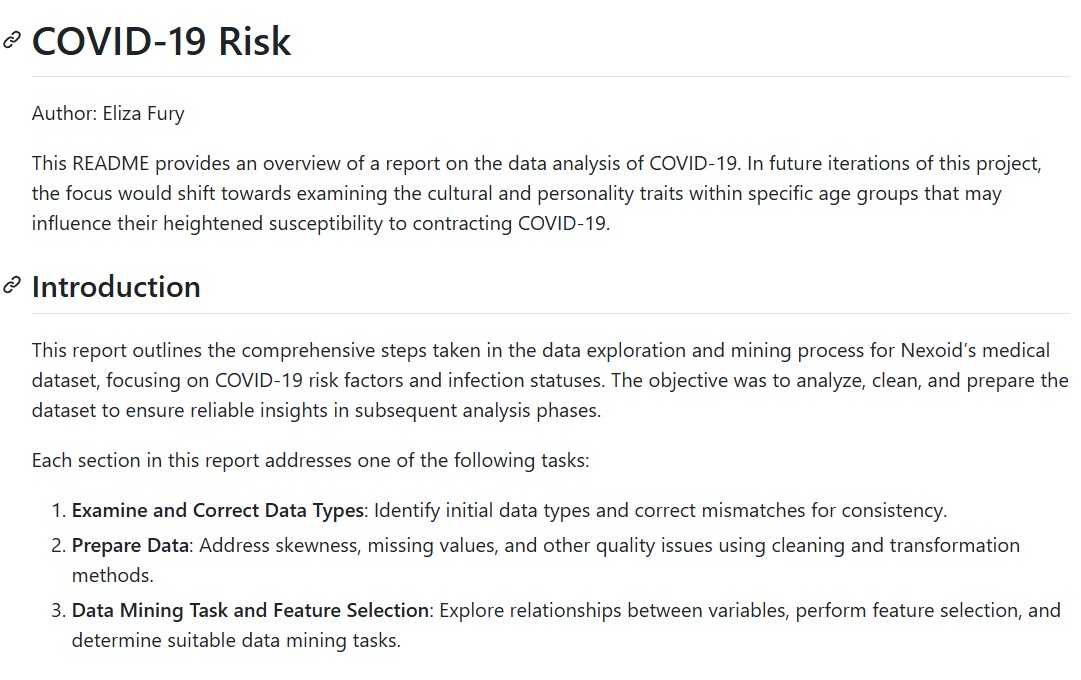 COVID-19 Risk
Author: Eliza Fury
This README provides an overview of a report on the data analysis of COVID-19. In future iterations of this project,
the focus would shift towards examining the cultural and personality traits within specific age groups that may
influence their heightened susceptibility to contracting COVID-19.
Introduction
This report outlines the comprehensive steps taken in the data exploration and mining process for Nexoid’s medical
dataset, focusing on COVID-19 risk factors and infection statuses. The objective was to analyze, clean, and prepare the
dataset to ensure reliable insights in subsequent analysis phases.
Each section in this report addresses one of the following tasks:
1. Examine and Correct Data Types: Identify initial data types and correct mismatches for consistency.
2. Prepare Data: Address skewness, missing values, and other quality issues using cleaning and transformation
methods.
3. Data Mining Task and Feature Selection: Explore relationships between variables, perform feature selection, and
determine suitable data mining tasks.